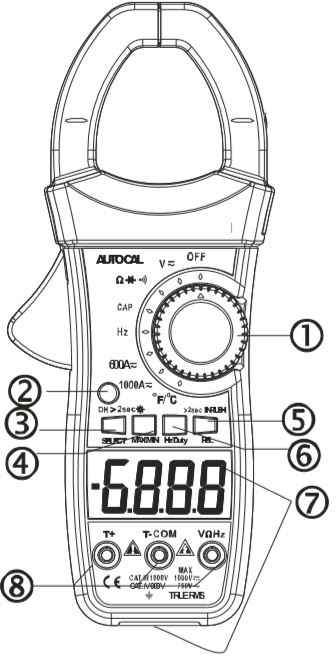 AUTOCAL
V≂ OFF
Ω
CAP
Hz
600A≂
1000A≂
°F/°C
①
②
DH >2sec
>2sec INRUSH
③
④
⑤
SELECT MAX/MIN Hz/Duty REL
⑥
-6.8.8.8
⑦
T+ T-COM VΩHz
⑧
CE
CAT III 1000V
CAT IV 600V
MAX
1000V
750V
TRUE RMS